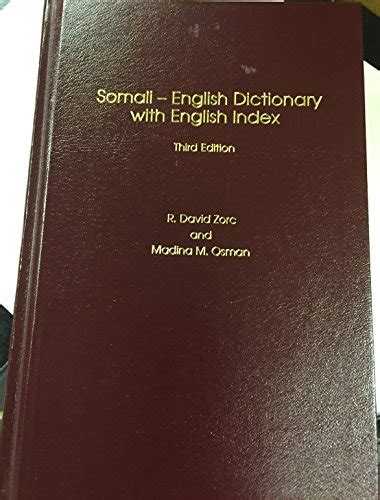 Somali – English Dictionary
with English Index
Third Edition
R. David Zorc
and
Madina M. Osman